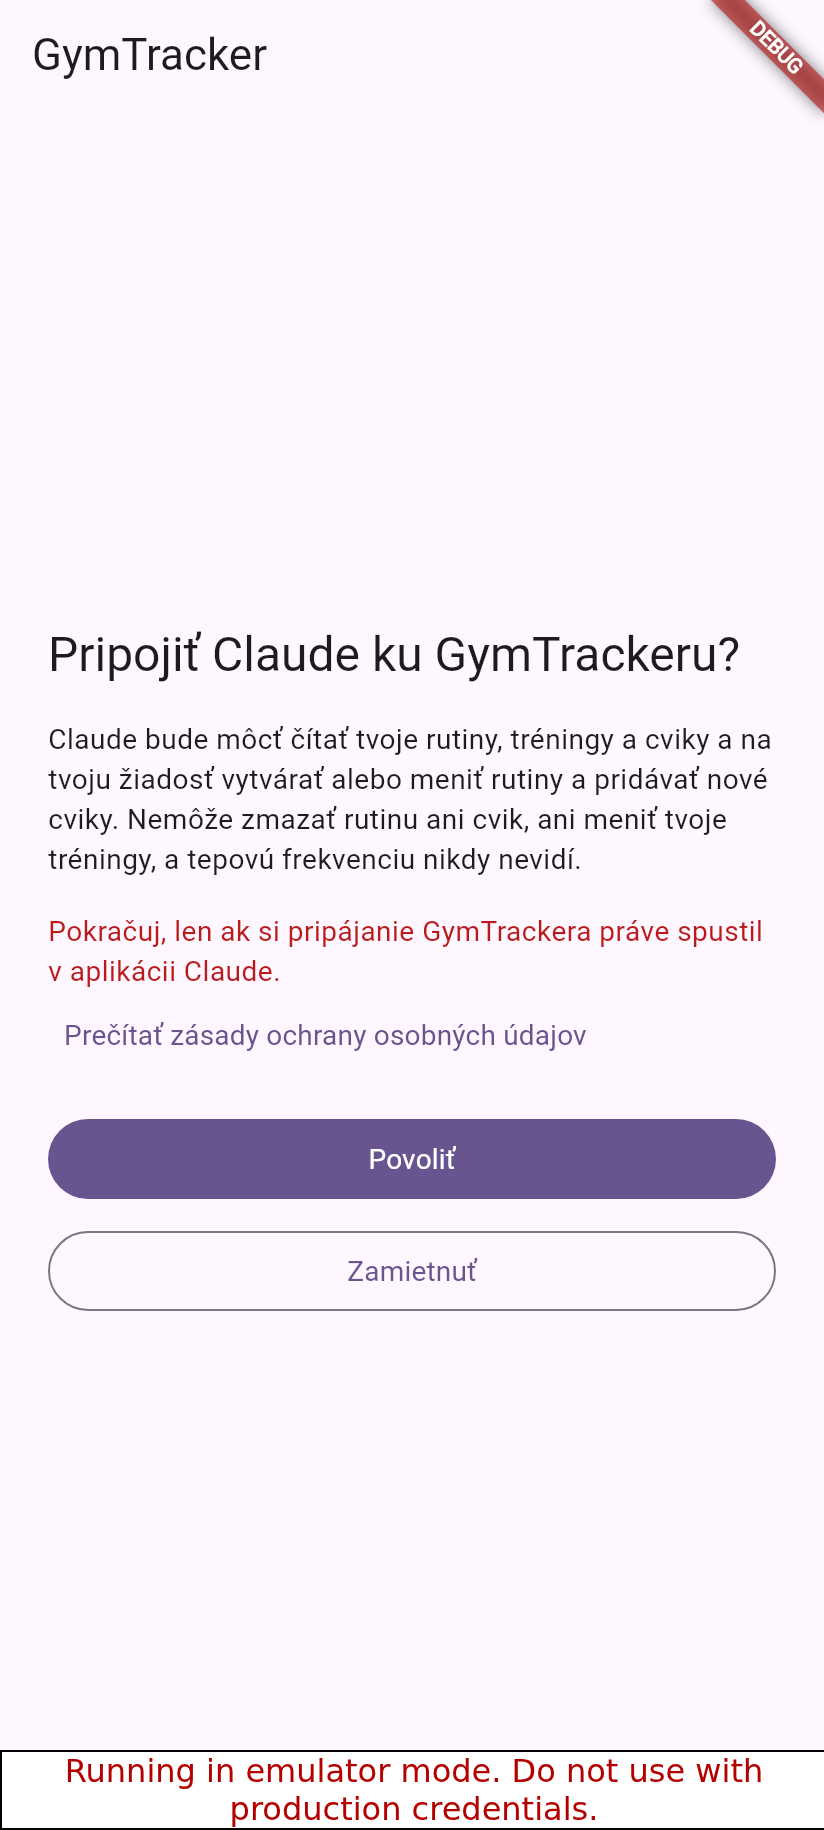 GymTracker
DEBUG
Pripojiť Claude ku GymTrackeru?
Claude bude môcť čítať tvoje rutiny, tréningy a cviky a na
tvoju žiadosť vytvárať alebo meniť rutiny a pridávať nové
cviky. Nemôže zmazať rutinu ani cvik, ani meniť tvoje
tréningy, a tepovú frekvenciu nikdy nevidí.
Pokračuj, len ak si pripájanie GymTrackera práve spustil
v aplikácii Claude.
Prečítať zásady ochrany osobných údajov
Povoliť
Zamietnuť
Running in emulator mode. Do not use with
production credentials.